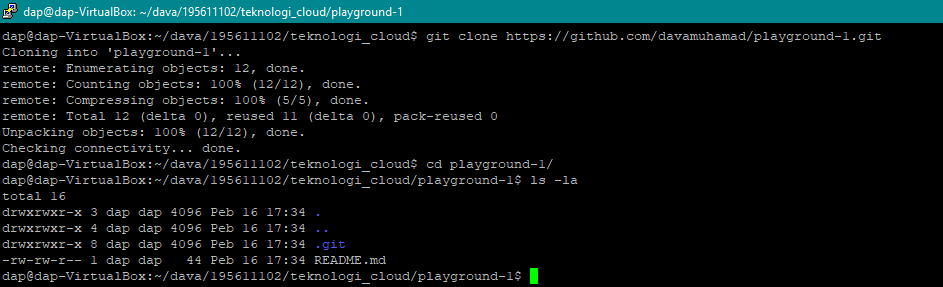 dap@dap-VirtualBox: ~/dava/195611102/teknologi_cloud/playground-1
dap@dap-VirtualBox:~/dava/195611102/teknologi_cloud$ git clone https://github.com/davamuhamad/playground-1.git
Cloning into 'playground-1'...
remote: Enumerating objects: 12, done.
remote: Counting objects: 100% (12/12), done.
remote: Compressing objects: 100% (5/5), done.
remote: Total 12 (delta 0), reused 11 (delta 0), pack-reused 0
Unpacking objects: 100% (12/12), done.
Checking connectivity... done.
dap@dap-VirtualBox:~/dava/195611102/teknologi_cloud$ cd playground-1/
dap@dap-VirtualBox:~/dava/195611102/teknologi_cloud/playground-1$ ls -la
total 16
drwxrwxr-x 3 dap dap 4096 Peb 16 17:34 .
drwxrwxr-x 4 dap dap 4096 Peb 16 17:34 ..
drwxrwxr-x 8 dap dap 4096 Peb 16 17:34 .git
-rw-rw-r-- 1 dap dap   44 Peb 16 17:34 README.md
dap@dap-VirtualBox:~/dava/195611102/teknologi_cloud/playground-1$